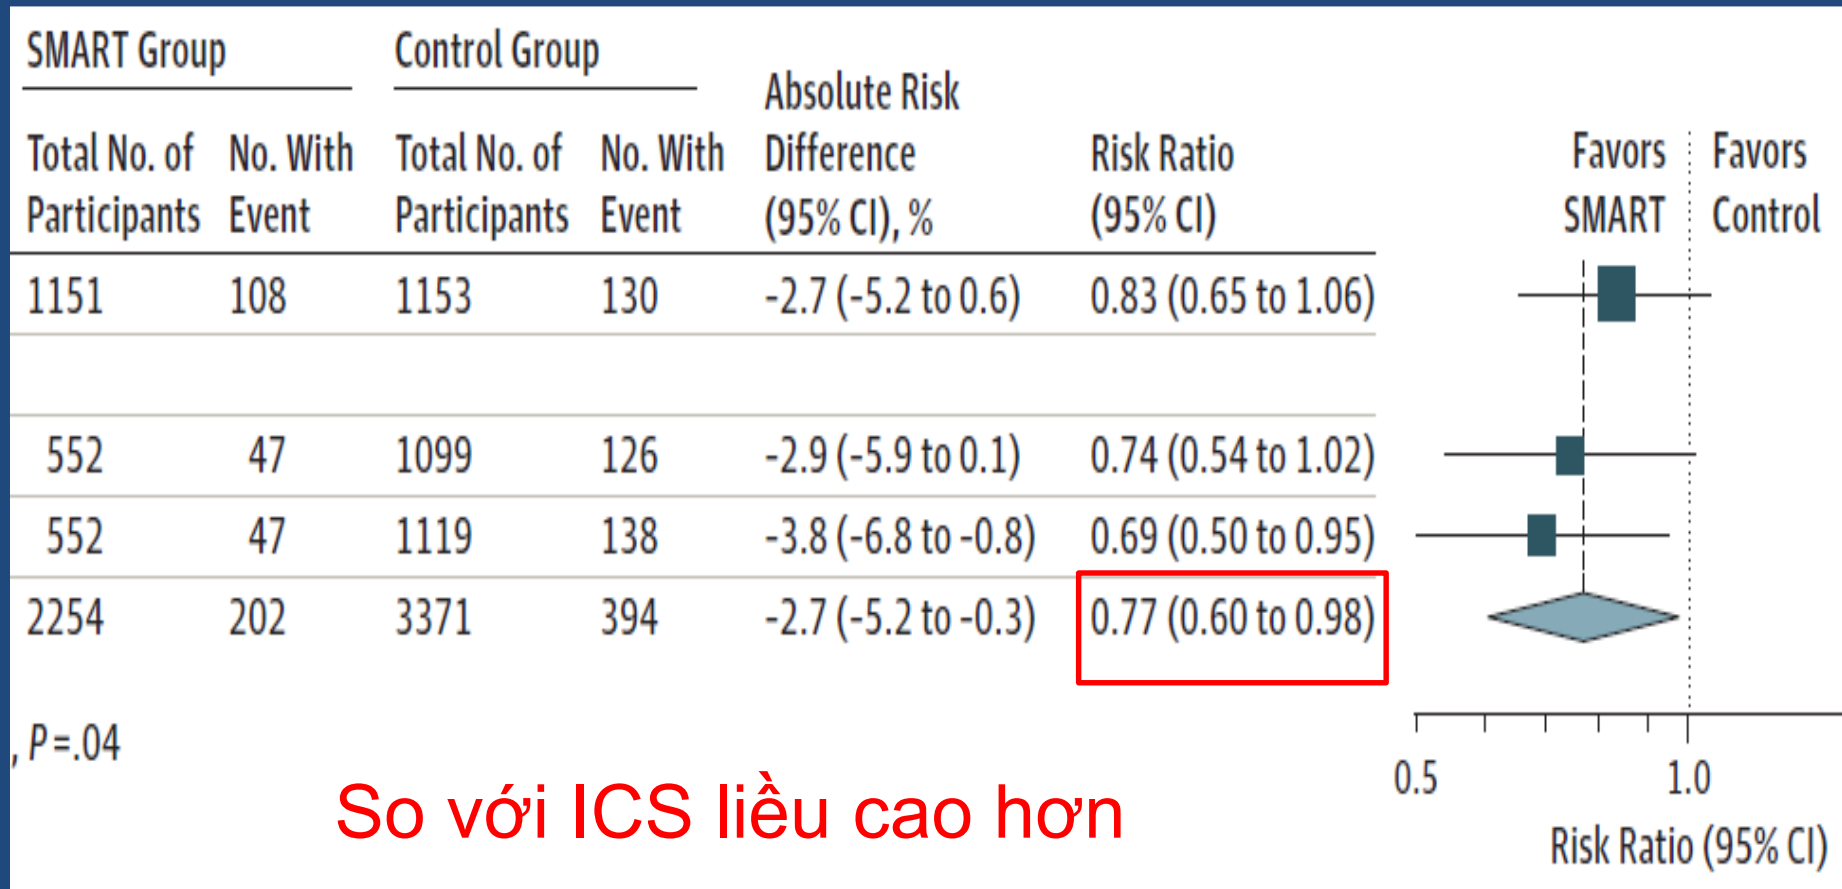 SMART Group Control Group
Absolute Risk
Total No. of No. With Total No. of No. With Difference Risk Ratio Favors Favors
Participants Event Participants Event (95% CI), % (95% CI) SMART Control
1151 108 1153 130 -2.7 (-5.2 to 0.6) 0.83 (0.65 to 1.06)
552 47 1099 126 -2.9 (-5.9 to 0.1) 0.74 (0.54 to 1.02)
552 47 1119 138 -3.8 (-6.8 to -0.8) 0.69 (0.50 to 0.95)
2254 202 3371 394 -2.7 (-5.2 to -0.3) 0.77 (0.60 to 0.98)
, P=.04
0.5 1.0
So với ICS liều cao hơn
Risk Ratio (95% CI)